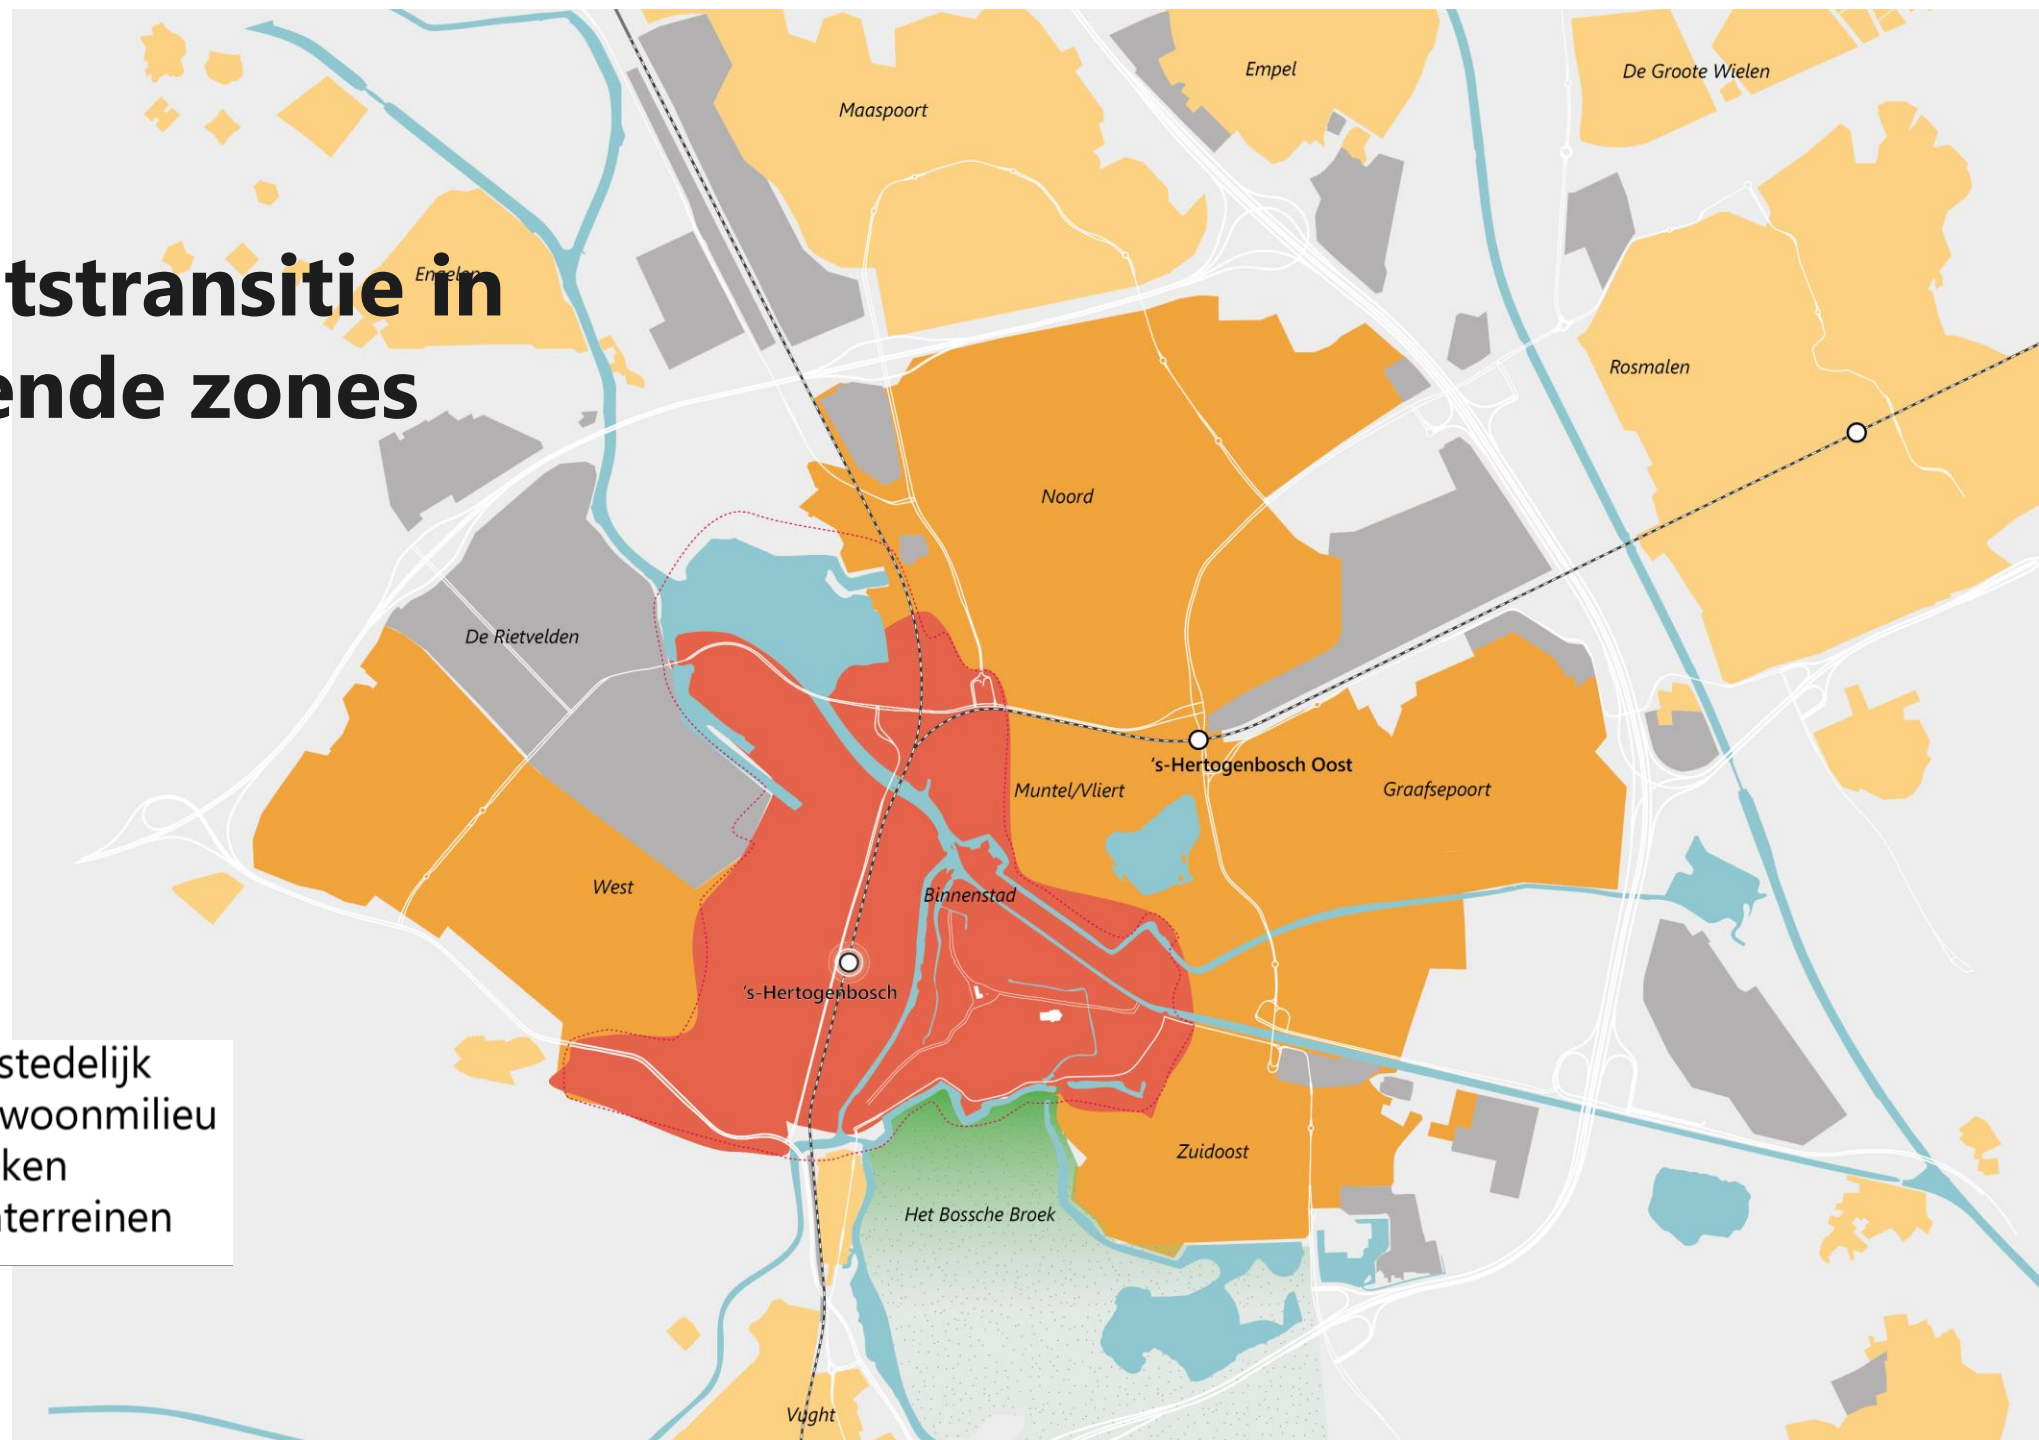 Empel
De Groote Wielen
Maaspoort
Engelen
tstransitie in
ende zones
Rosmalen
Noord
De Rietvelden
's-Hertogenbosch Oost
Muntel/Vliert
Graafsepoort
West
Binnenstad
's-Hertogenbosch
stedelijk
woonmilieu
ken
terreinen
Zuidoost
Het Bossche Broek
Vught